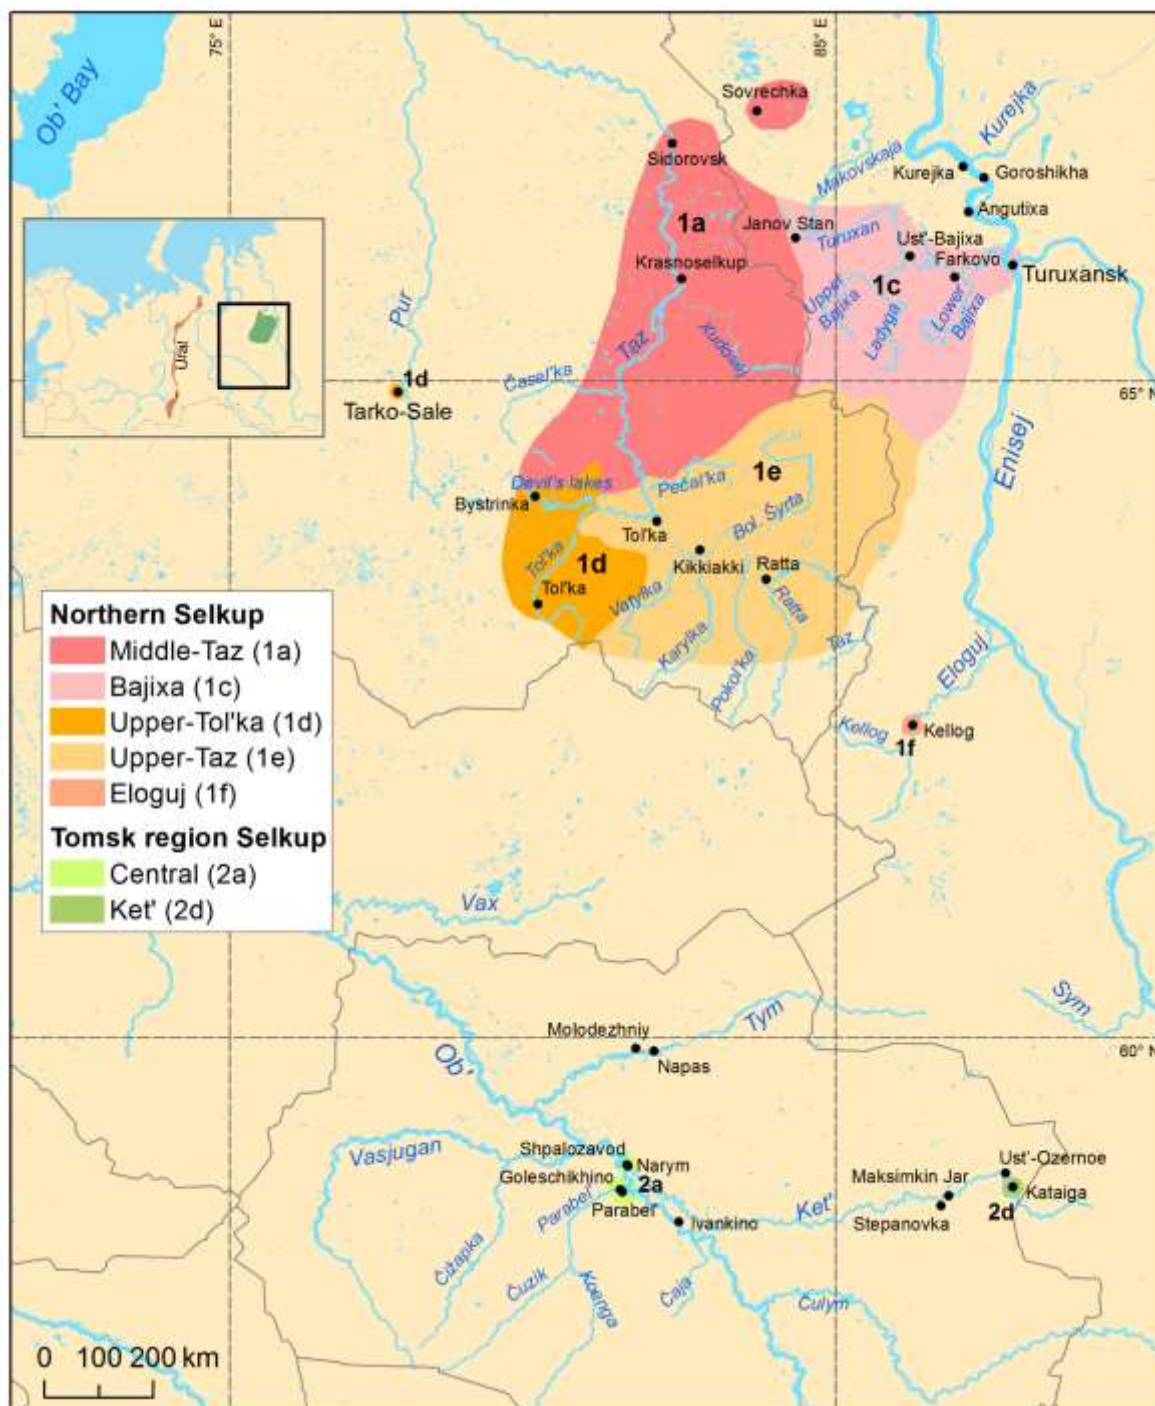 75° E
85° E
Ob' Bay
Sovrechka
Kurejka
Sidorovsk
Makovskaja
Kurejka
Goroshikha
Angutixa
1a
Janov Stan
Turuxan
Ust'-Bajixa
Farkovo
Turuxansk
Krasnoselkup
Upper
Bajixa
1c
Ladyga
Lower
Bajixa
Ural
Pur
Taz
Xudosej
Časel'ka
1d
Tarko-Sale
65° N
Enisej
Devil's lakes
Pečal'ka
1e
Bystrinka
Tol'ka
Bol. Šyrta
Tol'ka
1d
Kikkiakki
Ratta
Tol'ka
Vatylka
Ratta
Karylka
Taz
Pokol'ka
Eloguj
Kellog
Kellog
1f
Northern Selkup
Middle-Taz (1a)
Bajixa (1c)
Upper-Tol'ka (1d)
Upper-Taz (1e)
Eloguj (1f)
Tomsk region Selkup
Central (2a)
Ket' (2d)
Vax
Sym
Tym
Molodezhniy
Napas
60° N
Ob'
Vasjugan
Shpalozavod
Narym
Goleschikhino
2a
Parabel'
Parabel'
Ivankino
Ket'
Ust'-Ozernoe
Maksimkin Jar
Kataiga
Stepanovka
2d
Čižapka
Čuzik
Koenga
Čaja
Čulym
0 100 200 km